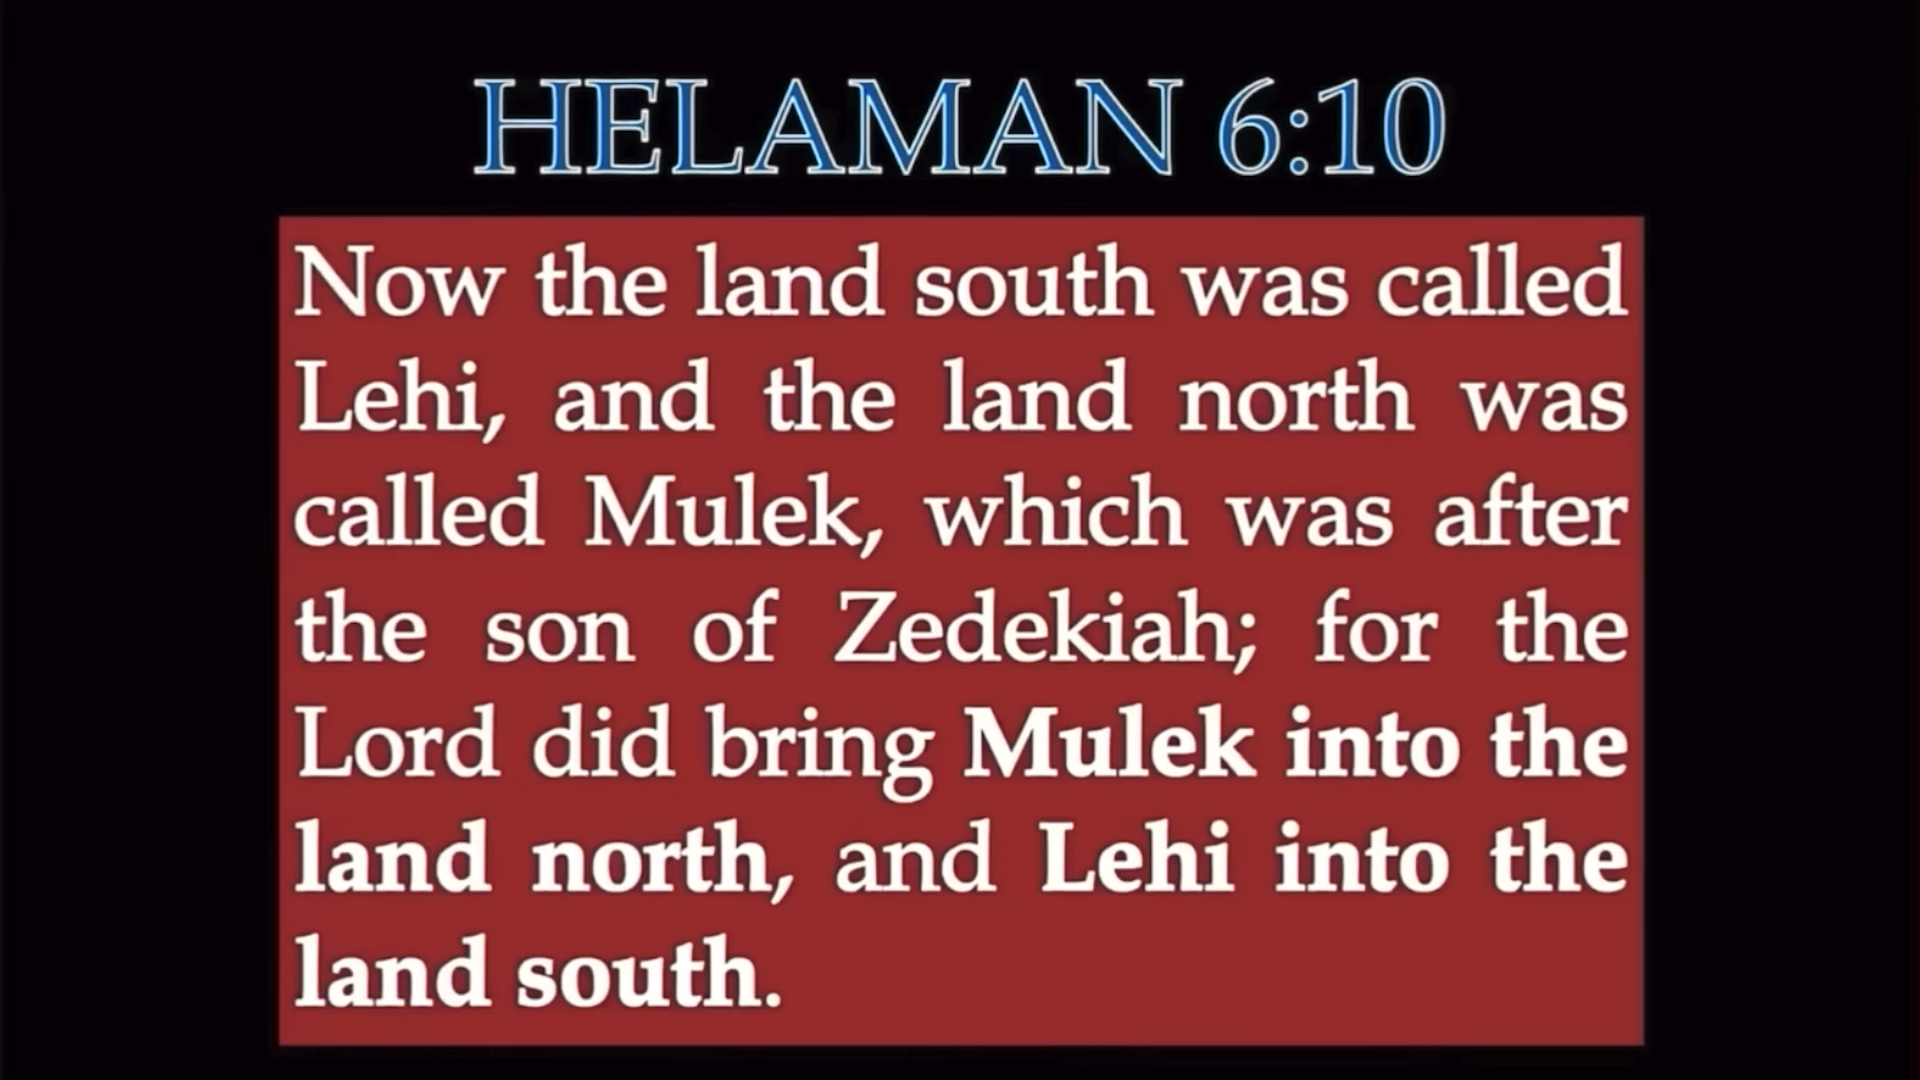 HELAMAN 6:10
Now the land south was called
Lehi, and the land north was
called Mulek, which was after
the son of Zedekiah; for the
Lord did bring Mulek into the
land north, and Lehi into the
land south.